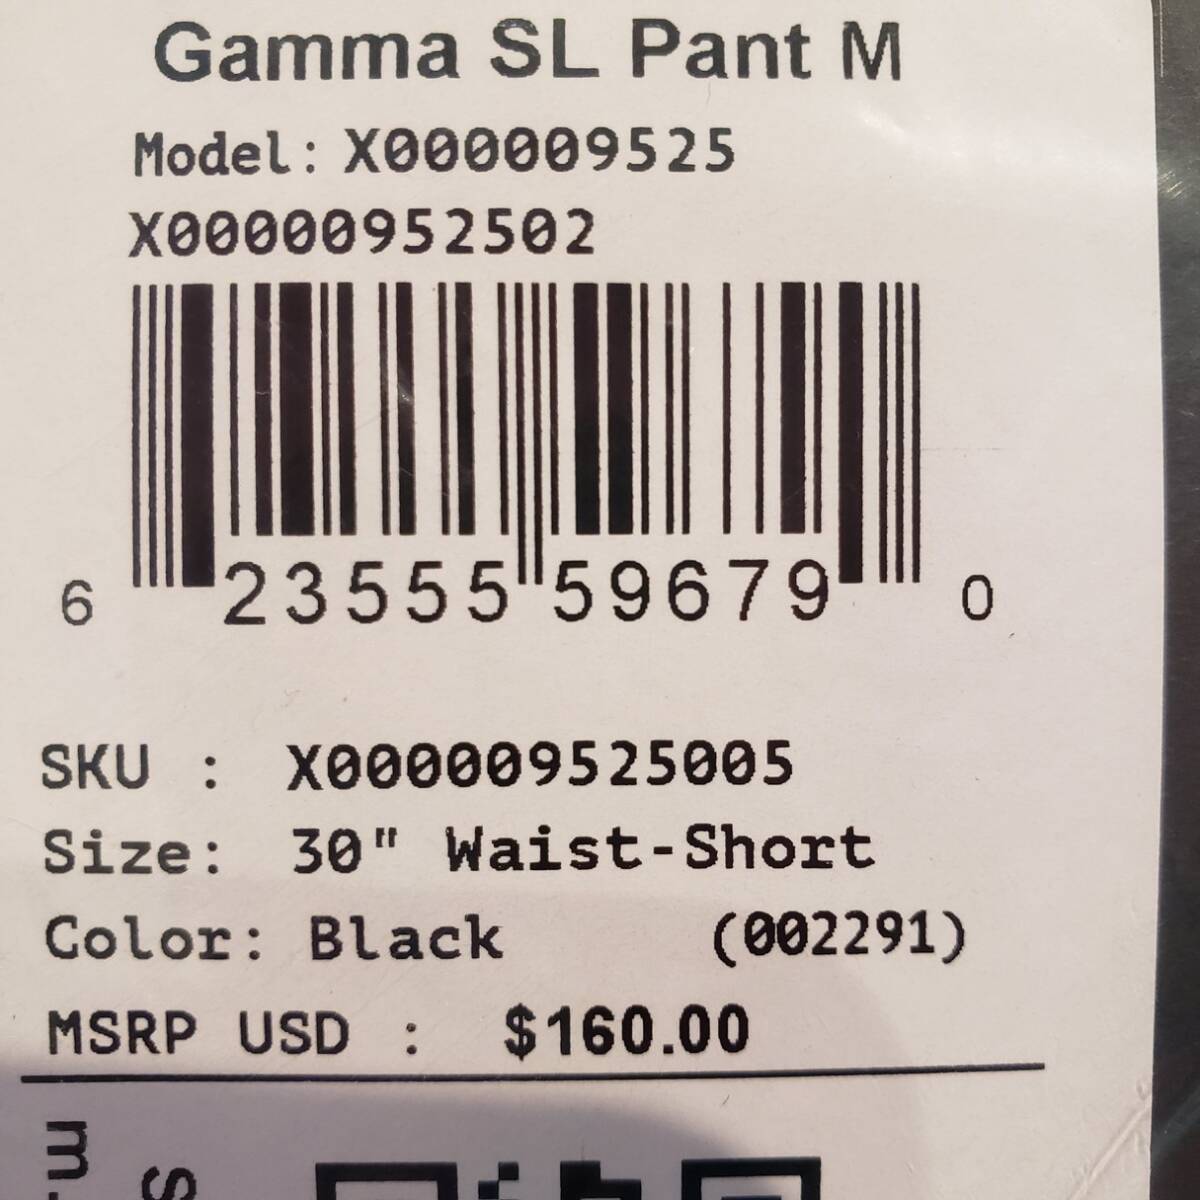 Gamma SL Pant M
Model: X000009525
X00000952502
6 23555 59679 0
SKU : X000009525005
Size: 30" Waist-Short
Color: Black (002291)
MSRP USD : $160.00